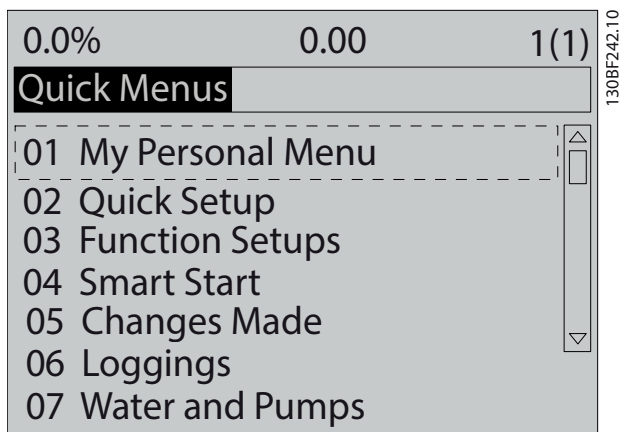 0.0% 0.00 1(1)
Quick Menus
01 My Personal Menu
02 Quick Setup
03 Function Setups
04 Smart Start
05 Changes Made
06 Loggings
07 Water and Pumps
130BF242.10